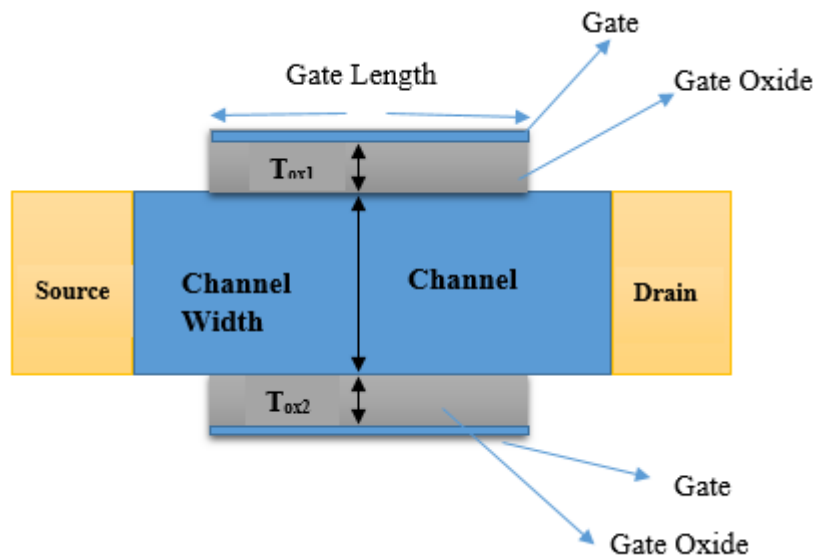 Gate
Gate Length
Gate Oxide
Tox1
Source
Channel
Width
Channel
Drain
Tox2
Gate
Gate Oxide